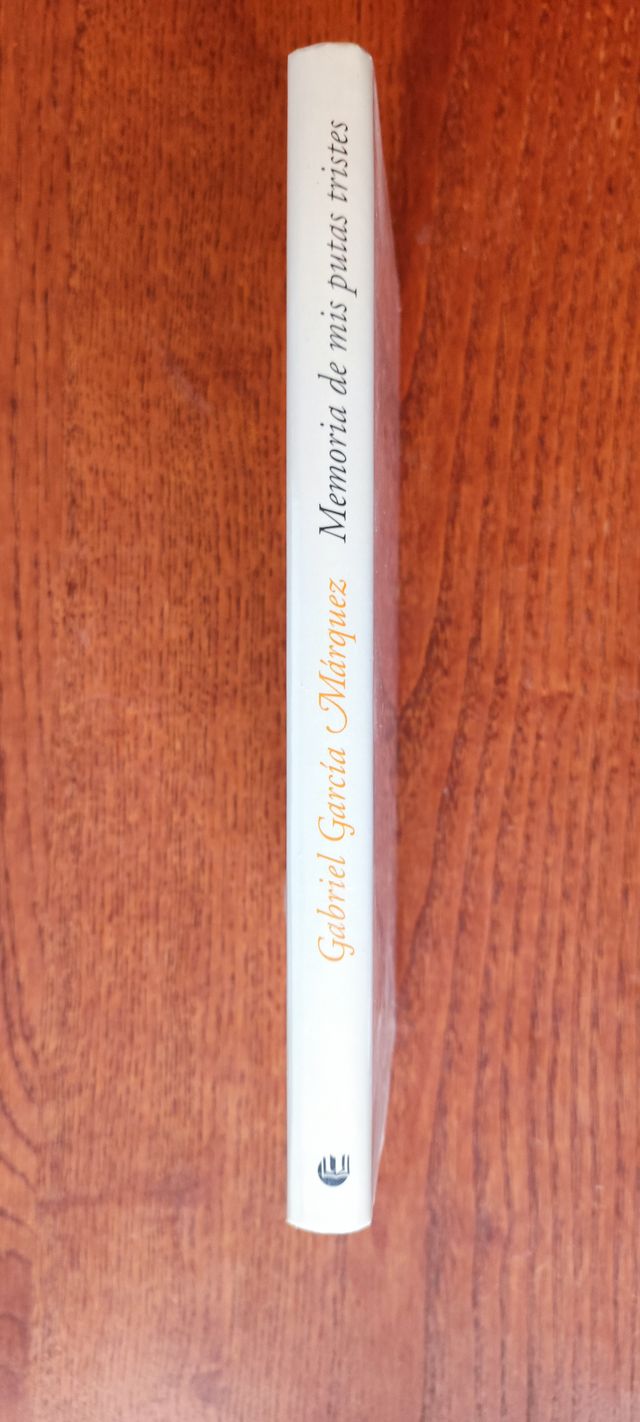 Gabriel García Márquez Memoria de mis putas tristes